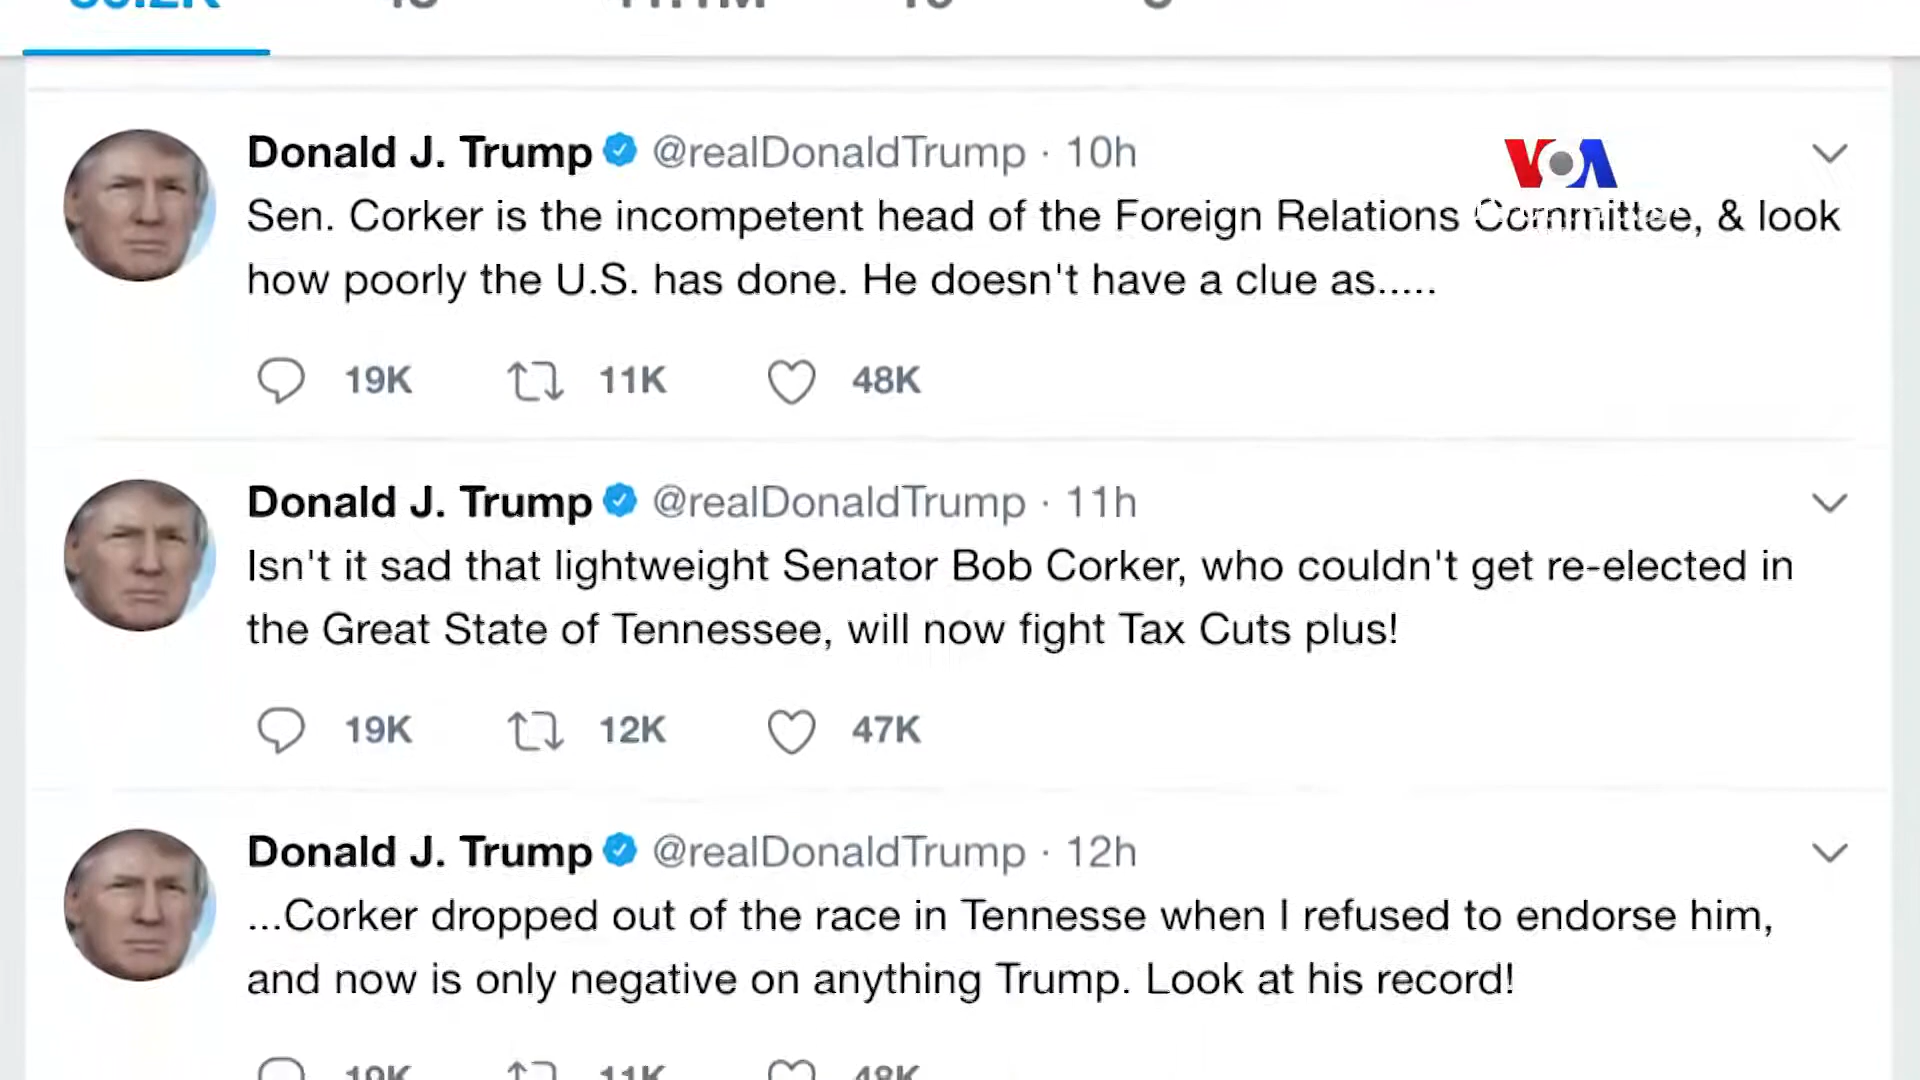 Donald J. Trump @realDonaldTrump · 10h
VOA
Sen. Corker is the incompetent head of the Foreign Relations Committee, & look
how poorly the U.S. has done. He doesn't have a clue as.....
19K 11K 48K
Donald J. Trump @realDonaldTrump · 11h
Isn't it sad that lightweight Senator Bob Corker, who couldn't get re-elected in
the Great State of Tennessee, will now fight Tax Cuts plus!
19K 12K 47K
Donald J. Trump @realDonaldTrump · 12h
...Corker dropped out of the race in Tennesse when I refused to endorse him,
and now is only negative on anything Trump. Look at his record!
19K 11K 48K